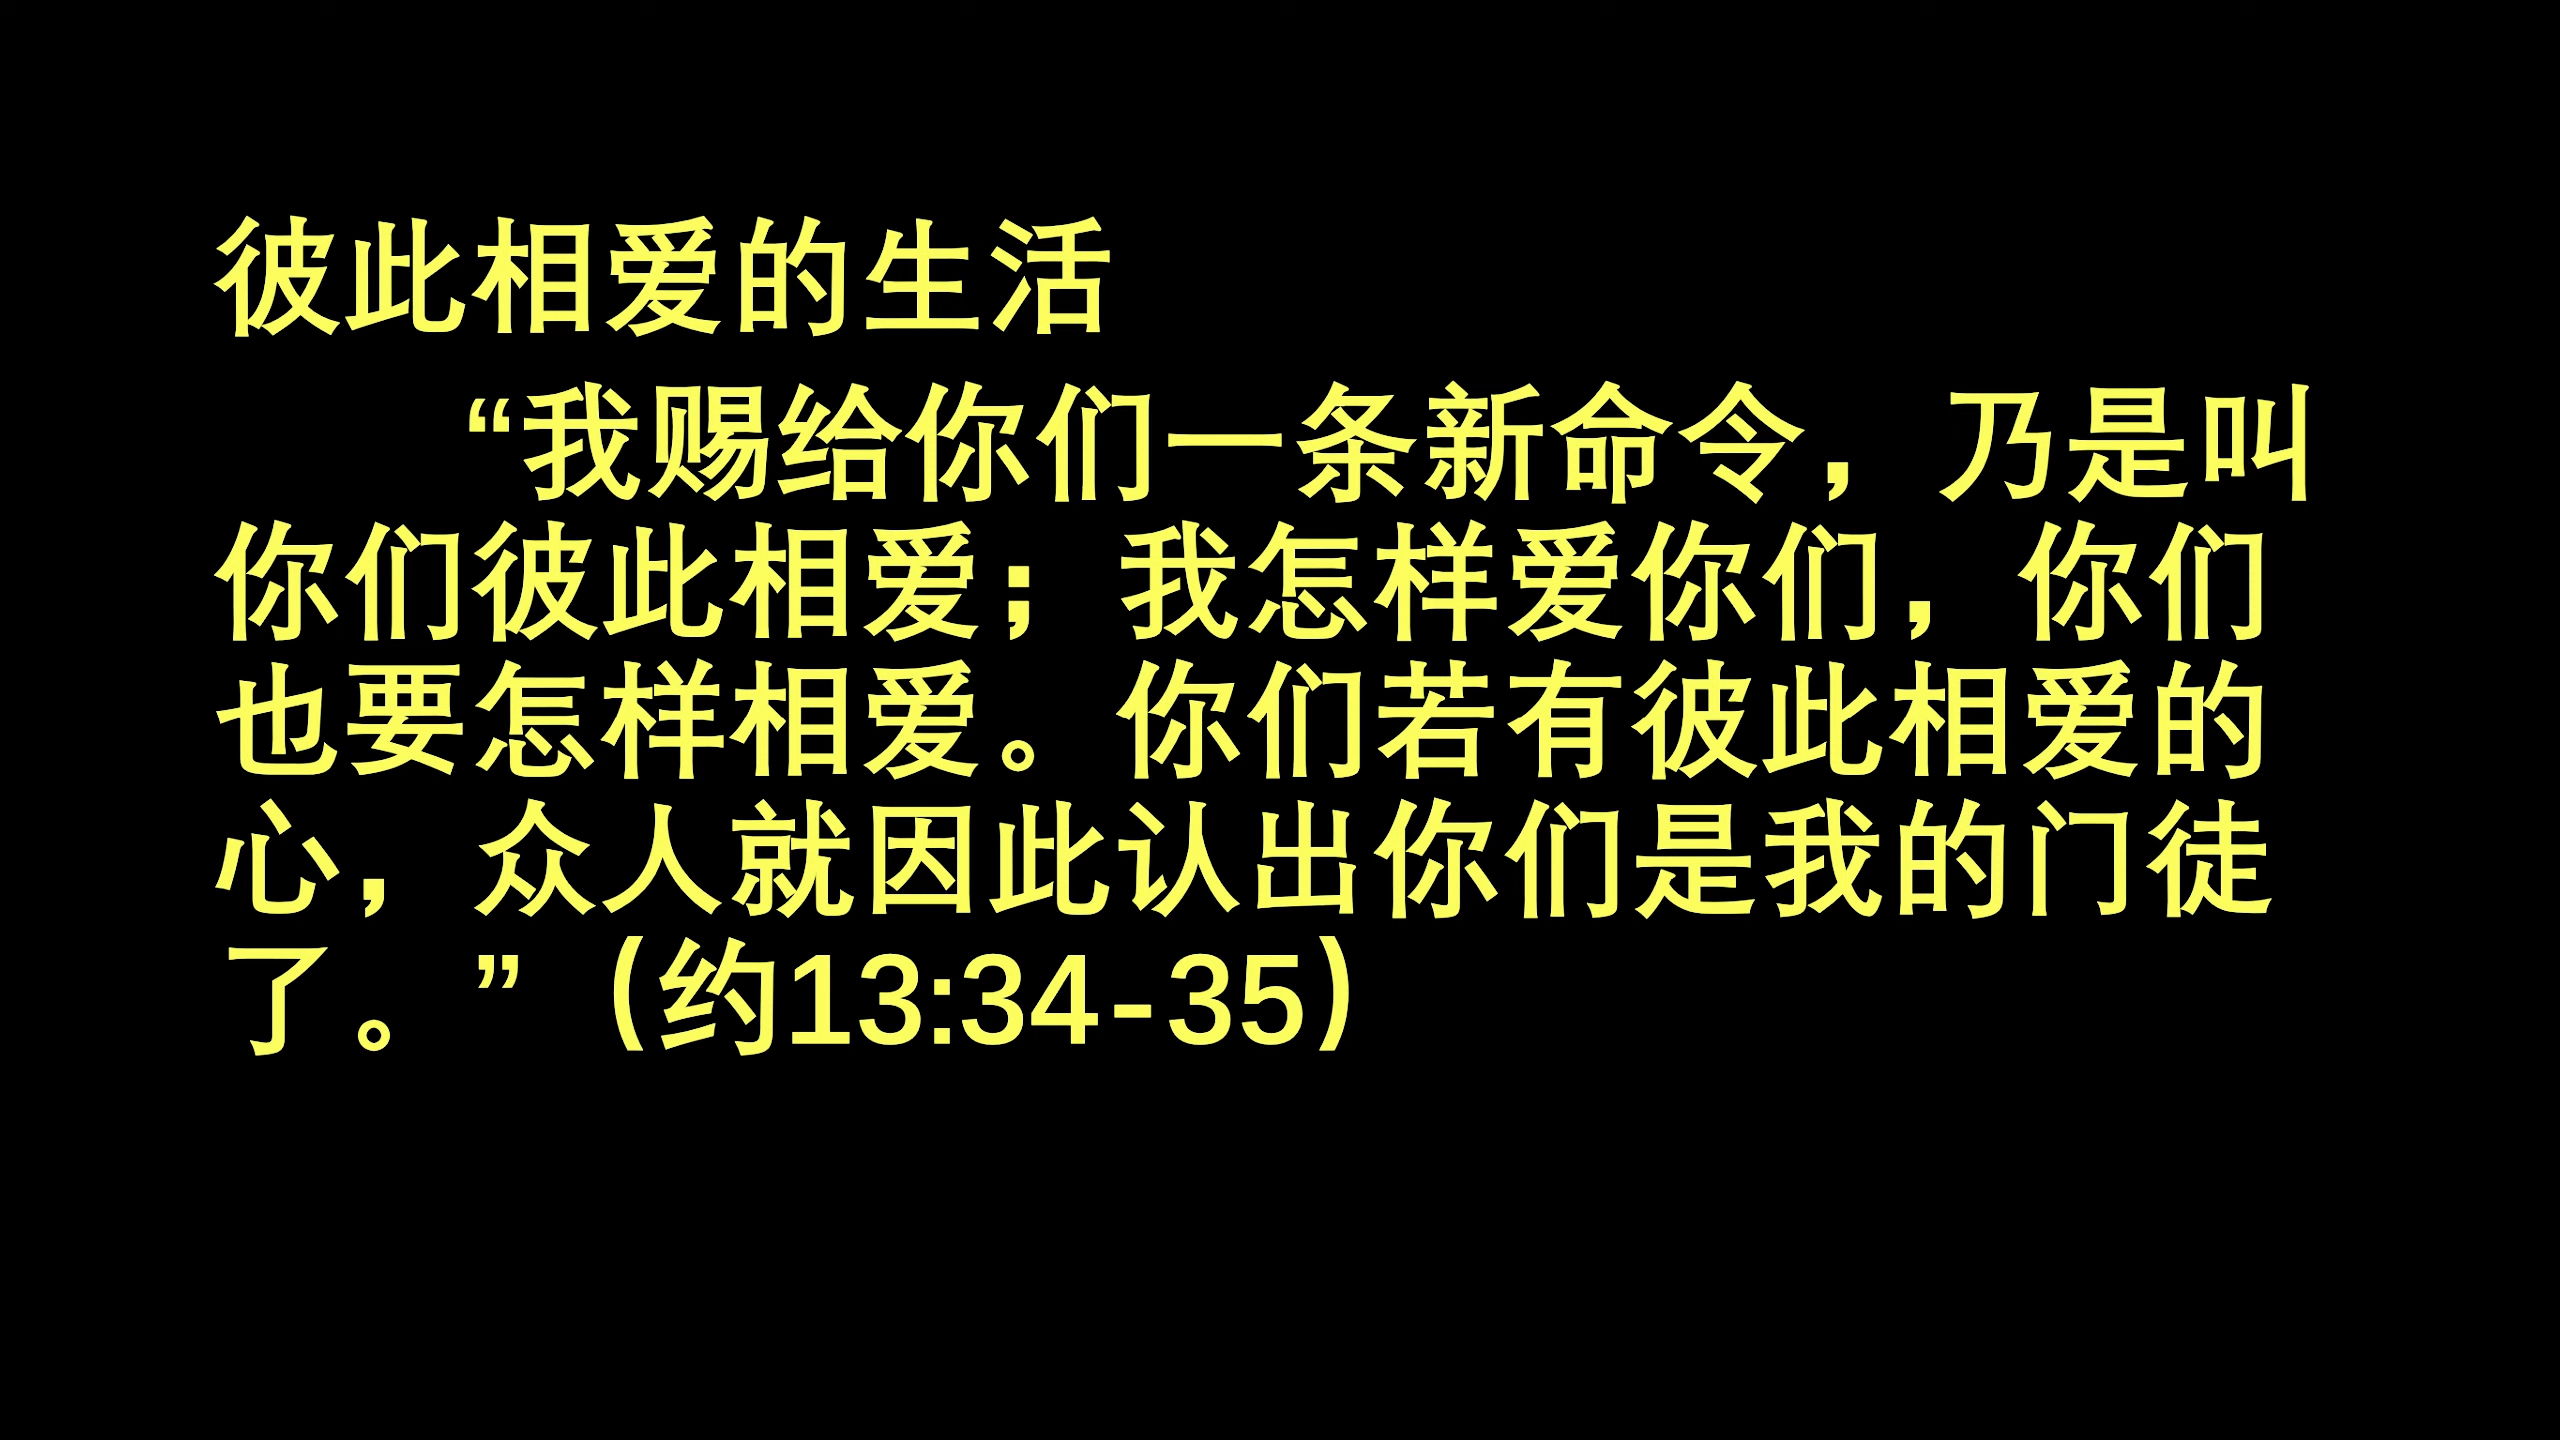 彼此相爱的生活
“我赐给你们一条新命令，乃是叫
你们彼此相爱；我怎样爱你们，你们
也要怎样相爱。你们若有彼此相爱的
心，众人就因此认出你们是我的门徒
了。”（约13:34-35）